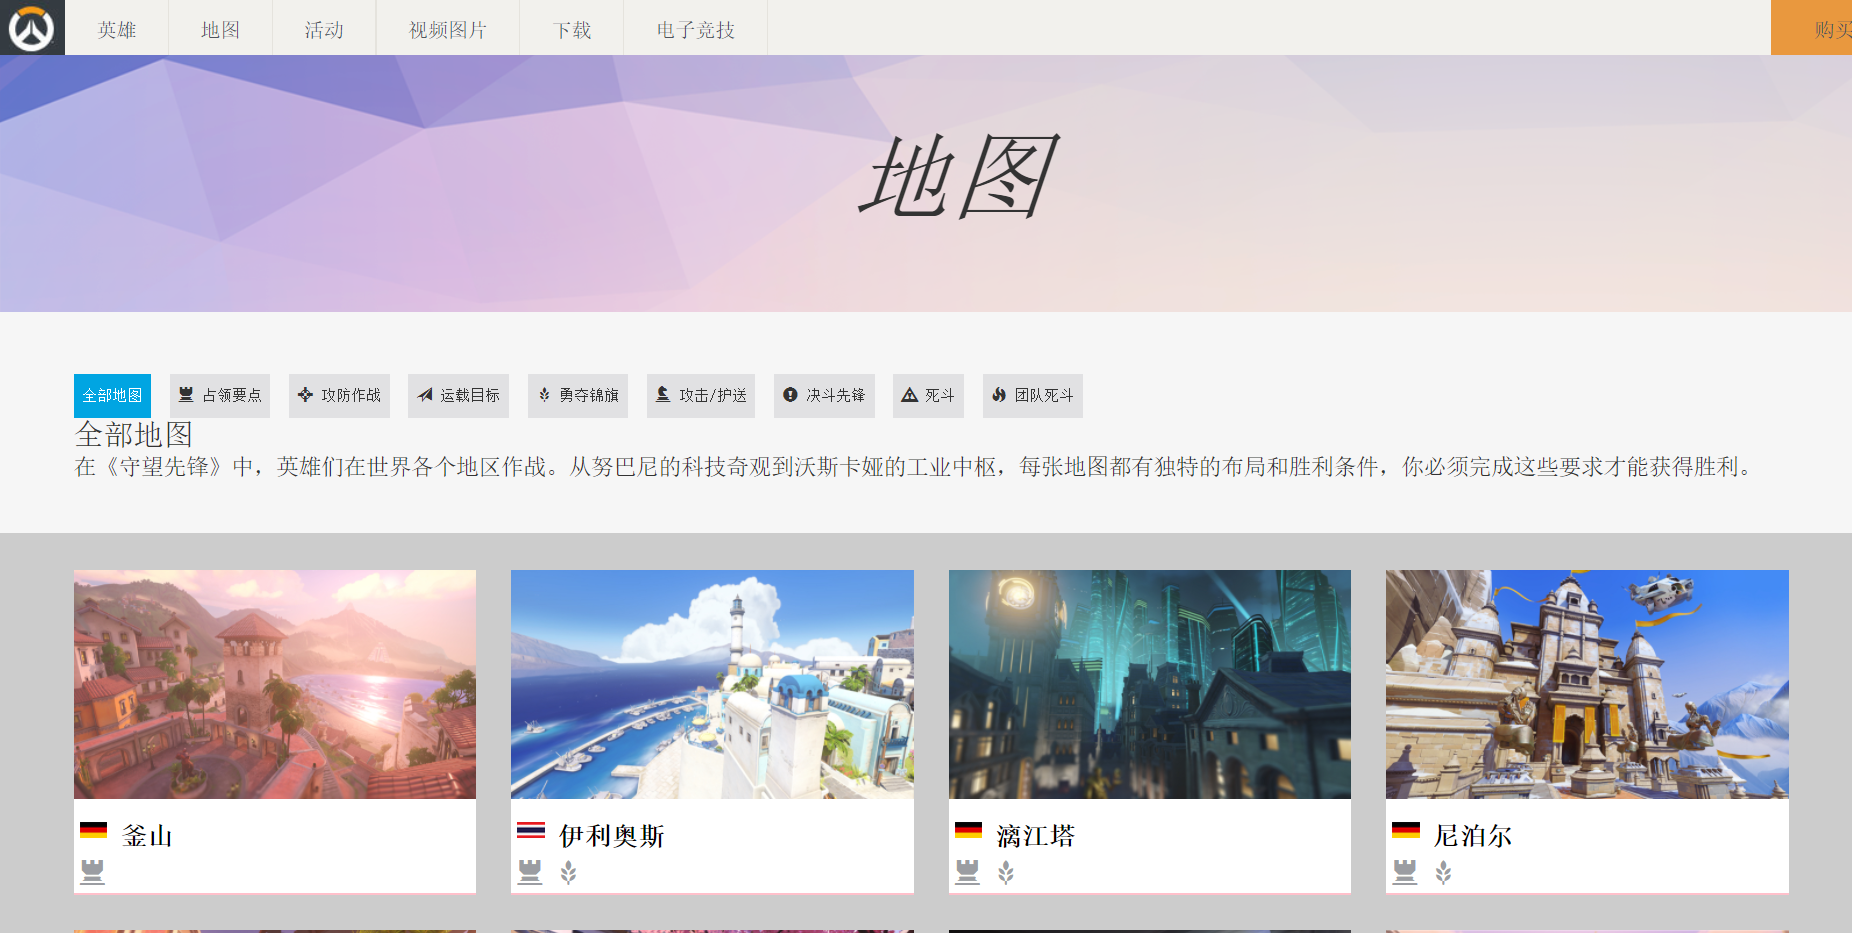 英雄 地图 活动 视频图片 下载 电子竞技 购买
地图
全部地图 占领要点 攻防作战 运载目标 勇夺锦旗 攻击/护送 决斗先锋 死斗 团队死斗
全部地图
在《守望先锋》中，英雄们在世界各个地区作战。从努巴尼的科技奇观到沃斯卡娅的工业中枢，每张地图都有独特的布局和胜利条件，你必须完成这些要求才能获得胜利。
釜山 伊利奥斯 漓江塔 尼泊尔